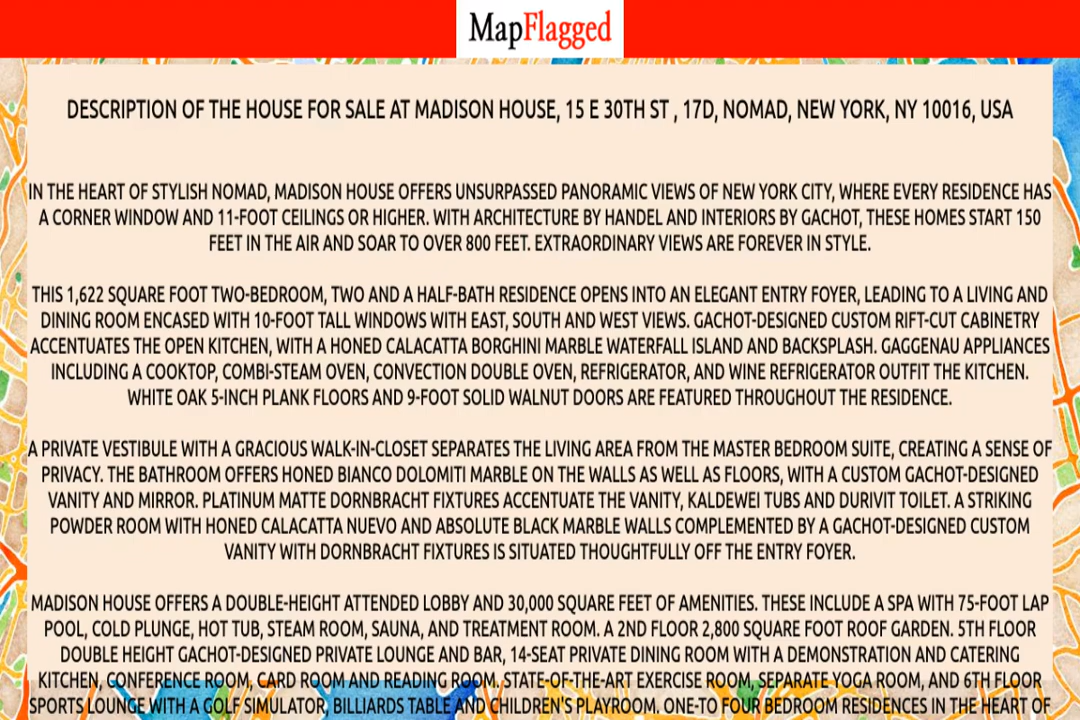 MapFlagged
DESCRIPTION OF THE HOUSE FOR SALE AT MADISON HOUSE, 15 E 30TH ST , 17D, NOMAD, NEW YORK, NY 10016, USA
IN THE HEART OF STYLISH NOMAD, MADISON HOUSE OFFERS UNSURPASSED PANORAMIC VIEWS OF NEW YORK CITY, WHERE EVERY RESIDENCE HAS
A CORNER WINDOW AND 11-FOOT CEILINGS OR HIGHER. WITH ARCHITECTURE BY HANDEL AND INTERIORS BY GACHOT, THESE HOMES START 150
FEET IN THE AIR AND SOAR TO OVER 800 FEET. EXTRAORDINARY VIEWS ARE FOREVER IN STYLE.
THIS 1,622 SQUARE FOOT TWO-BEDROOM, TWO AND A HALF-BATH RESIDENCE OPENS INTO AN ELEGANT ENTRY FOYER, LEADING TO A LIVING AND
DINING ROOM ENCASED WITH 10-FOOT TALL WINDOWS WITH EAST, SOUTH AND WEST VIEWS. GACHOT-DESIGNED CUSTOM RIFT-CUT CABINETRY
ACCENTUATES THE OPEN KITCHEN, WITH A HONED CALACATTA BORGHINI MARBLE WATERFALL ISLAND AND BACKSPLASH. GAGGENAU APPLIANCES
INCLUDING A COOKTOP, COMBI-STEAM OVEN, CONVECTION DOUBLE OVEN, REFRIGERATOR, AND WINE REFRIGERATOR OUTFIT THE KITCHEN.
WHITE OAK 5-INCH PLANK FLOORS AND 9-FOOT SOLID WALNUT DOORS ARE FEATURED THROUGHOUT THE RESIDENCE.
A PRIVATE VESTIBULE WITH A GRACIOUS WALK-IN-CLOSET SEPARATES THE LIVING AREA FROM THE MASTER BEDROOM SUITE, CREATING A SENSE OF
PRIVACY. THE BATHROOM OFFERS HONED BIANCO DOLOMITI MARBLE ON THE WALLS AS WELL AS FLOORS, WITH A CUSTOM GACHOT-DESIGNED
VANITY AND MIRROR. PLATINUM MATTE DORNBRACHT FIXTURES ACCENTUATE THE VANITY, KALDEWEI TUBS AND DURIVIT TOILET. A STRIKING
POWDER ROOM WITH HONED CALACATTA NUEVO AND ABSOLUTE BLACK MARBLE WALLS COMPLEMENTED BY A GACHOT-DESIGNED CUSTOM
VANITY WITH DORNBRACHT FIXTURES IS SITUATED THOUGHTFULLY OFF THE ENTRY FOYER.
MADISON HOUSE OFFERS A DOUBLE-HEIGHT ATTENDED LOBBY AND 30,000 SQUARE FEET OF AMENITIES. THESE INCLUDE A SPA WITH 75-FOOT LAP
POOL, COLD PLUNGE, HOT TUB, STEAM ROOM, SAUNA, AND TREATMENT ROOM. A 2ND FLOOR 2,800 SQUARE FOOT ROOF GARDEN. 5TH FLOOR
DOUBLE HEIGHT GACHOT-DESIGNED PRIVATE LOUNGE AND BAR, 14-SEAT PRIVATE DINING ROOM WITH A DEMONSTRATION AND CATERING
KITCHEN, CONFERENCE ROOM, CARD ROOM AND READING ROOM. STATE-OF-THE-ART EXERCISE ROOM, SEPARATE YOGA ROOM, AND 6TH FLOOR
SPORTS LOUNGE WITH A GOLF SIMULATOR, BILLIARDS TABLE AND CHILDREN'S PLAYROOM. ONE-TO FOUR BEDROOM RESIDENCES IN THE HEART OF